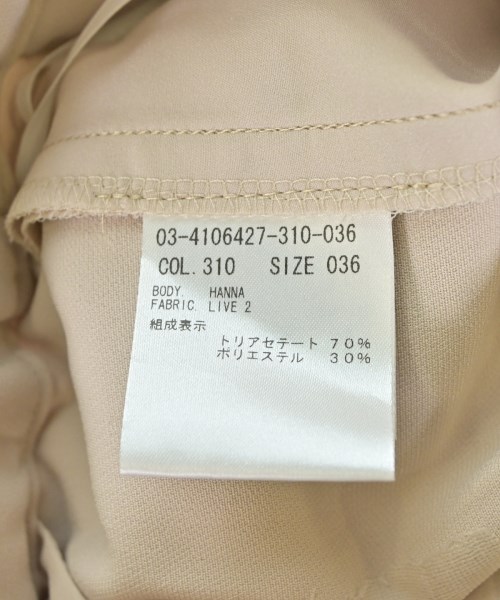 03-4106427-310-036
COL. 310 SIZE 036
BODY. HANNA
FABRIC. LIVE 2
組成表示
トリアセテート 70%
ポリエステル 30%